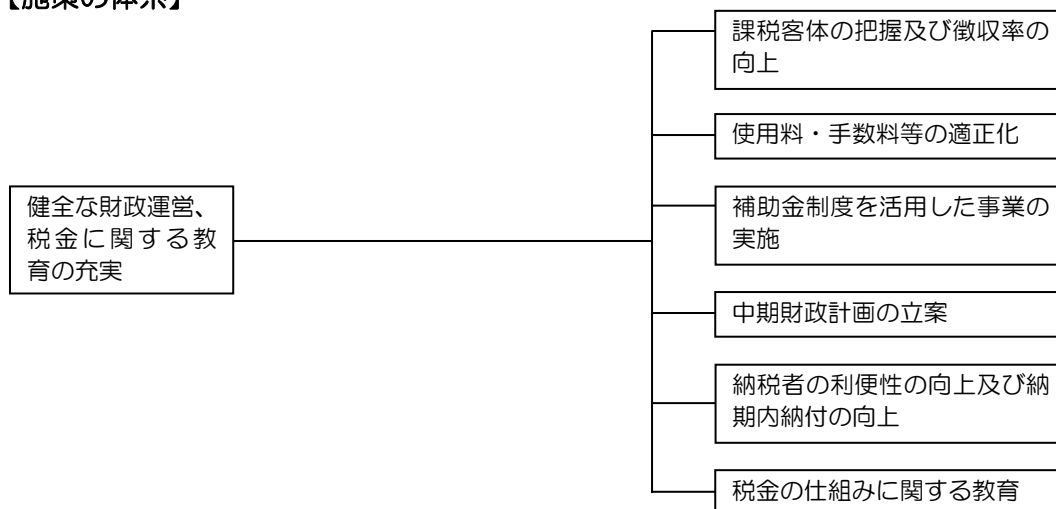 【施策の体系】
課税客体の把握及び徴収率の
向上
使用料・手数料等の適正化
健全な財政運営、
税金に関する教
育の充実
補助金制度を活用した事業の
実施
中期財政計画の立案
納税者の利便性の向上及び納
期内納付の向上
税金の仕組みに関する教育